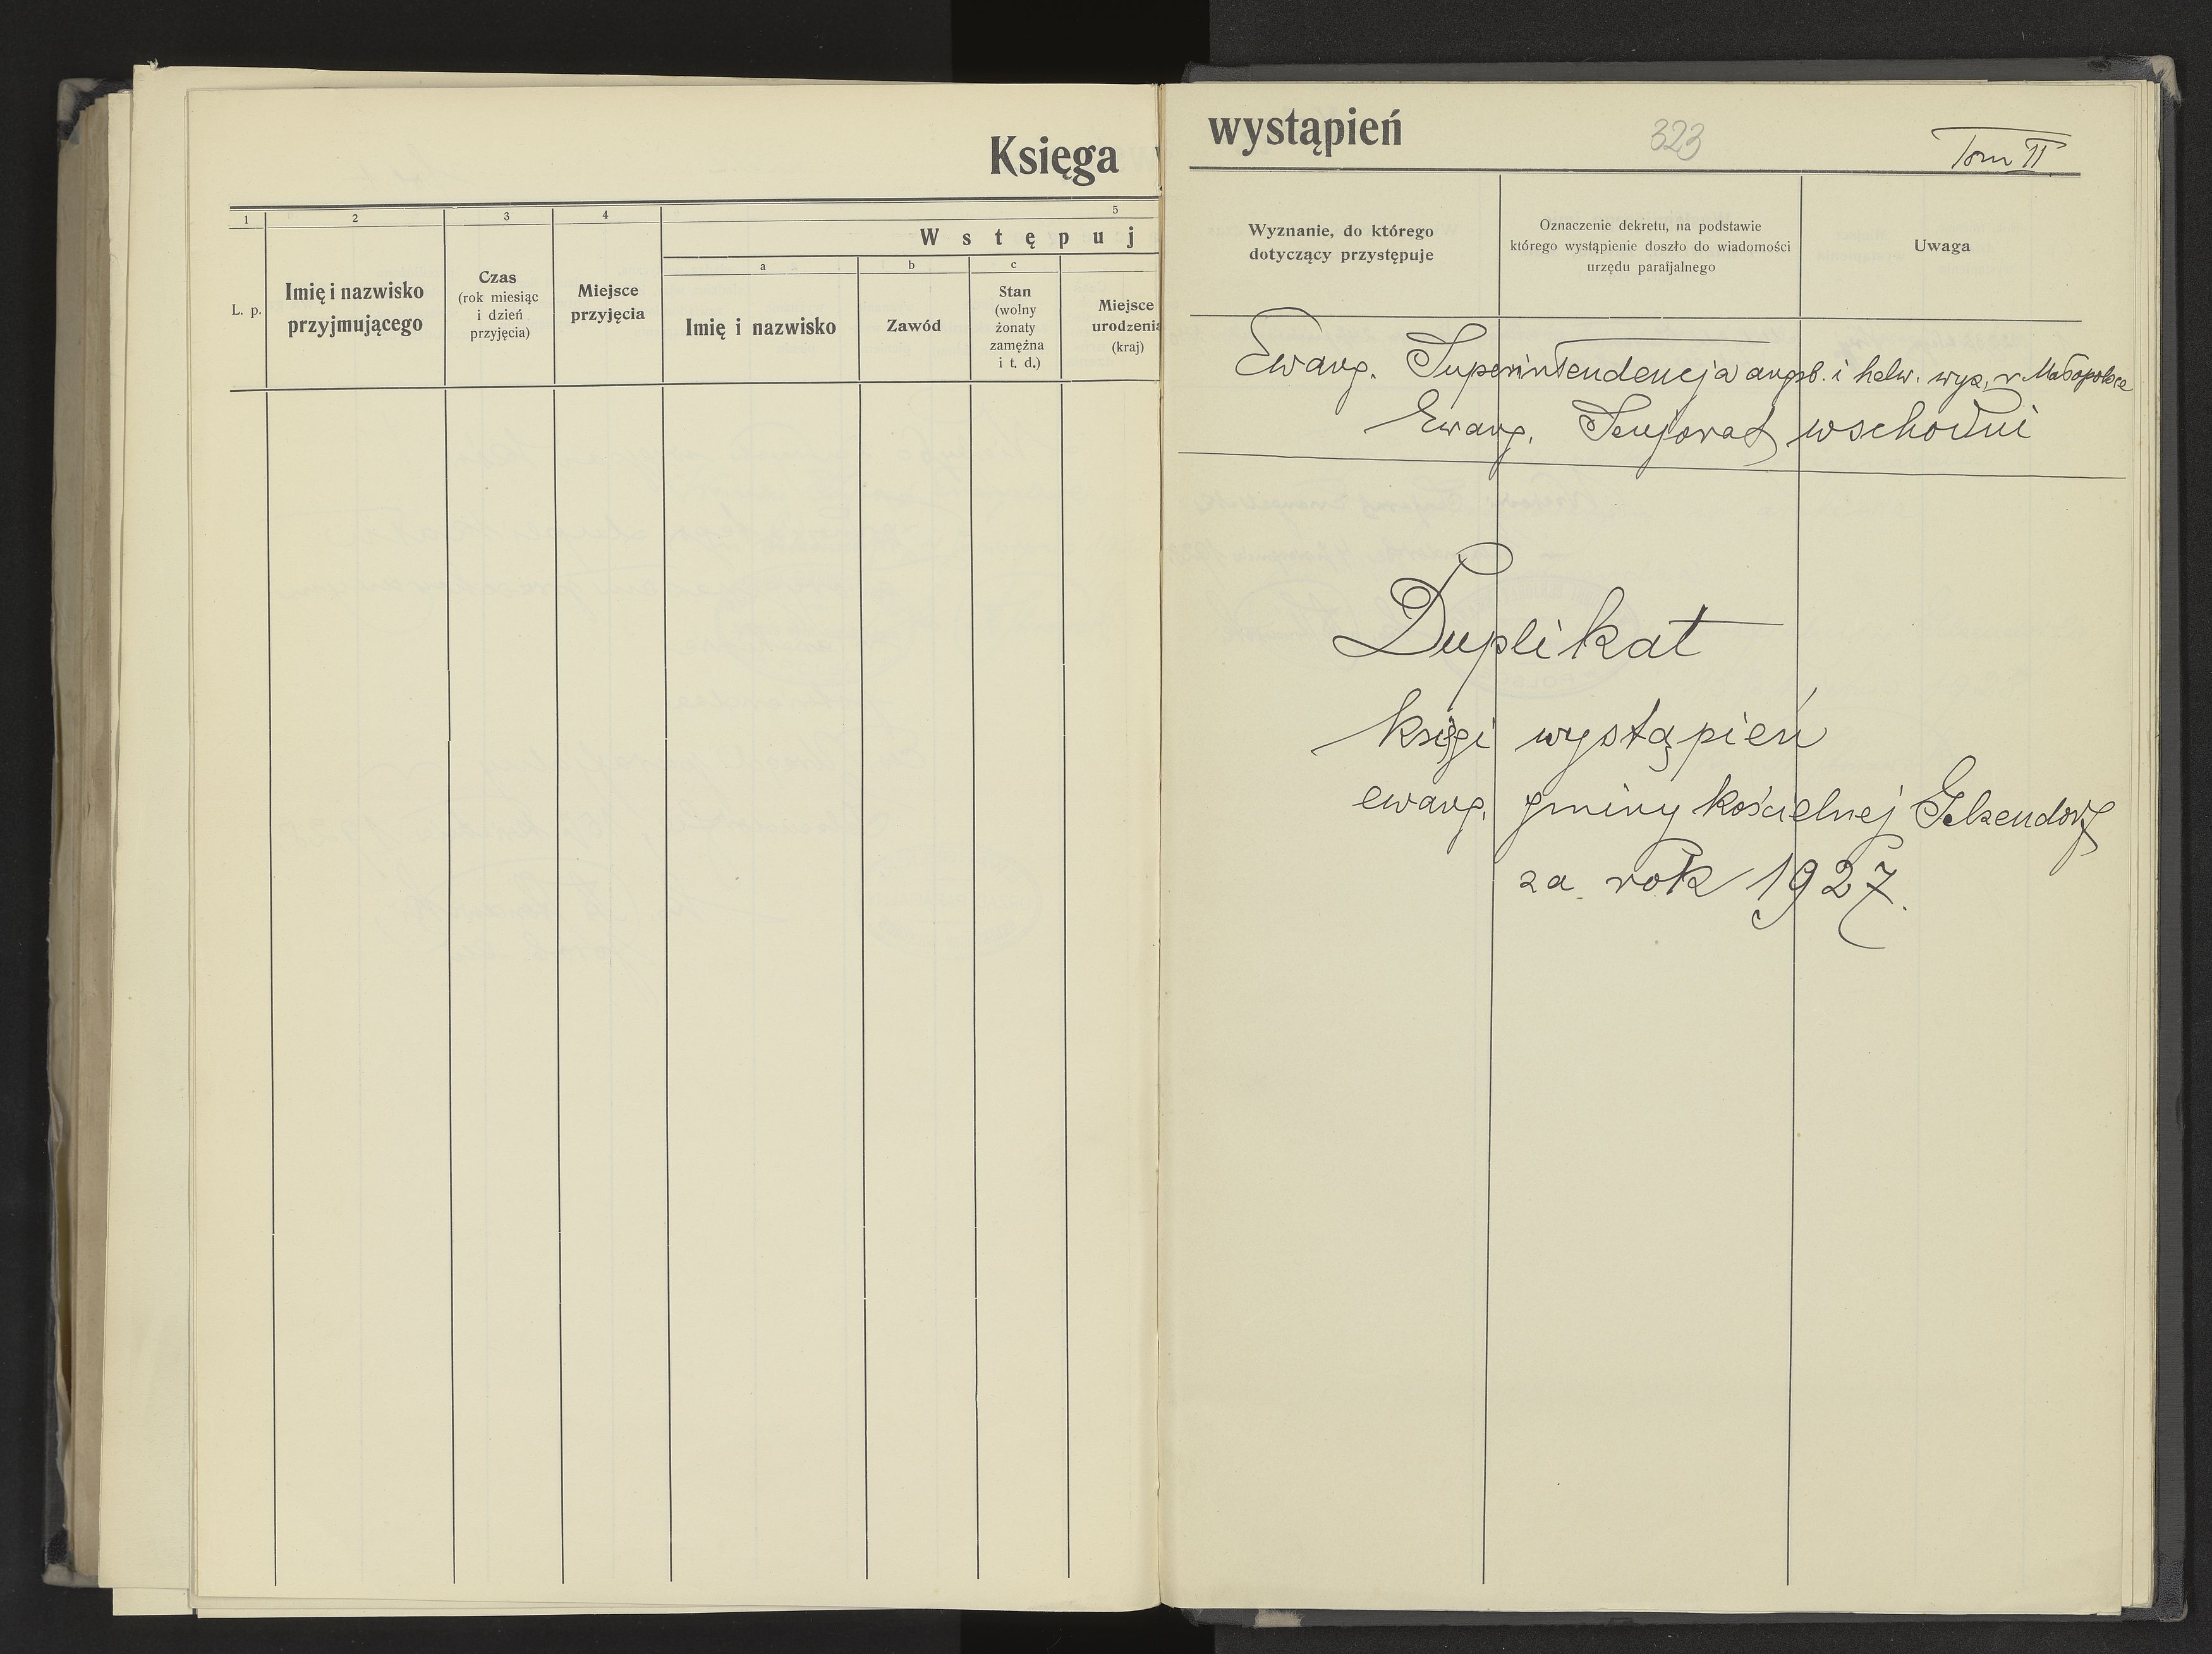 Księga
1 2 3 4 5
L. p.
Imię i nazwisko
przyjmującego
Czas
(rok miesiąc
i dzień
przyjęcia)
Miejsce
przyjęcia
Wstępuj
a b c
Imię i nazwisko
Zawód
Stan
(wolny
żonaty
zamężna
i t. d.)
Miejsce
urodzenia
(kraj)
wystąpień
323
Tom II.
Wyznanie, do którego
dotyczący przystępuje
Oznaczenie dekretu, na podstawie
którego wystąpienie doszło do wiadomości
urzędu parafjalnego
Uwaga
Ewang. Superintendencja augsb. i helw. wyz. w Małopolsce
Ewang. Senjorat wschodni
Duplikat
księgi wystąpień
ewang. gminy kościelnej Gelsendorf
za rok 1927.